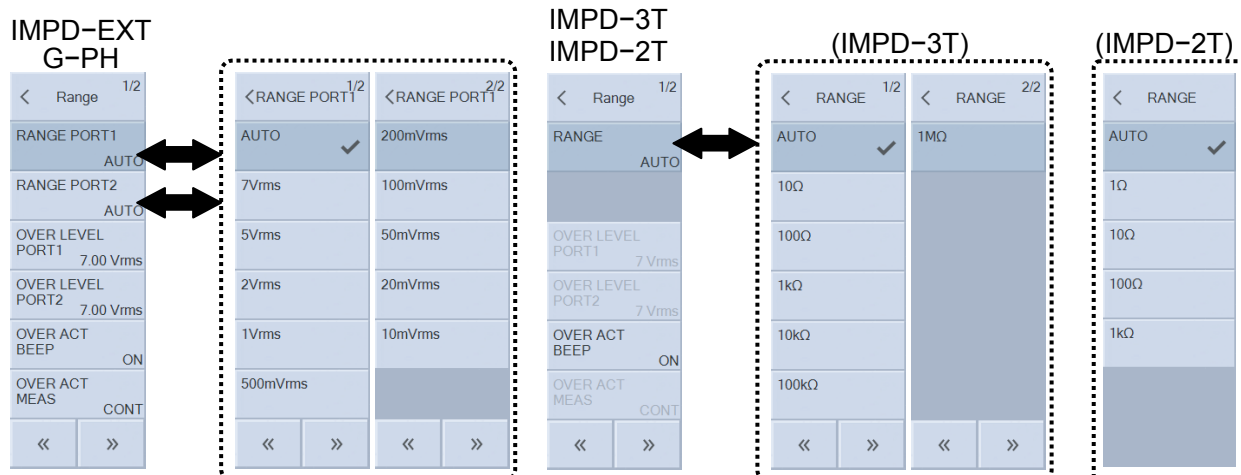 IMPD−EXT
G−PH
< Range 1/2
RANGE PORT1
AUTO
RANGE PORT2
AUTO
OVER LEVEL
PORT1
7.00 Vrms
OVER LEVEL
PORT2
7.00 Vrms
OVER ACT
BEEP
ON
OVER ACT
MEAS
CONT
« »
< RANGE PORT1 1/2
AUTO
7Vrms
5Vrms
2Vrms
1Vrms
500mVrms
« »
< RANGE PORT1 2/2
200mVrms
100mVrms
50mVrms
20mVrms
10mVrms
« »
IMPD−3T
IMPD−2T
< Range 1/2
RANGE
AUTO
OVER LEVEL
PORT1
7 Vrms
OVER LEVEL
PORT2
7 Vrms
OVER ACT
BEEP
ON
OVER ACT
MEAS
CONT
« »
(IMPD−3T)
< RANGE 1/2
AUTO
10Ω
100Ω
1kΩ
10kΩ
100kΩ
« »
< RANGE 2/2
1MΩ
« »
(IMPD−2T)
< RANGE
AUTO
1Ω
10Ω
100Ω
1kΩ